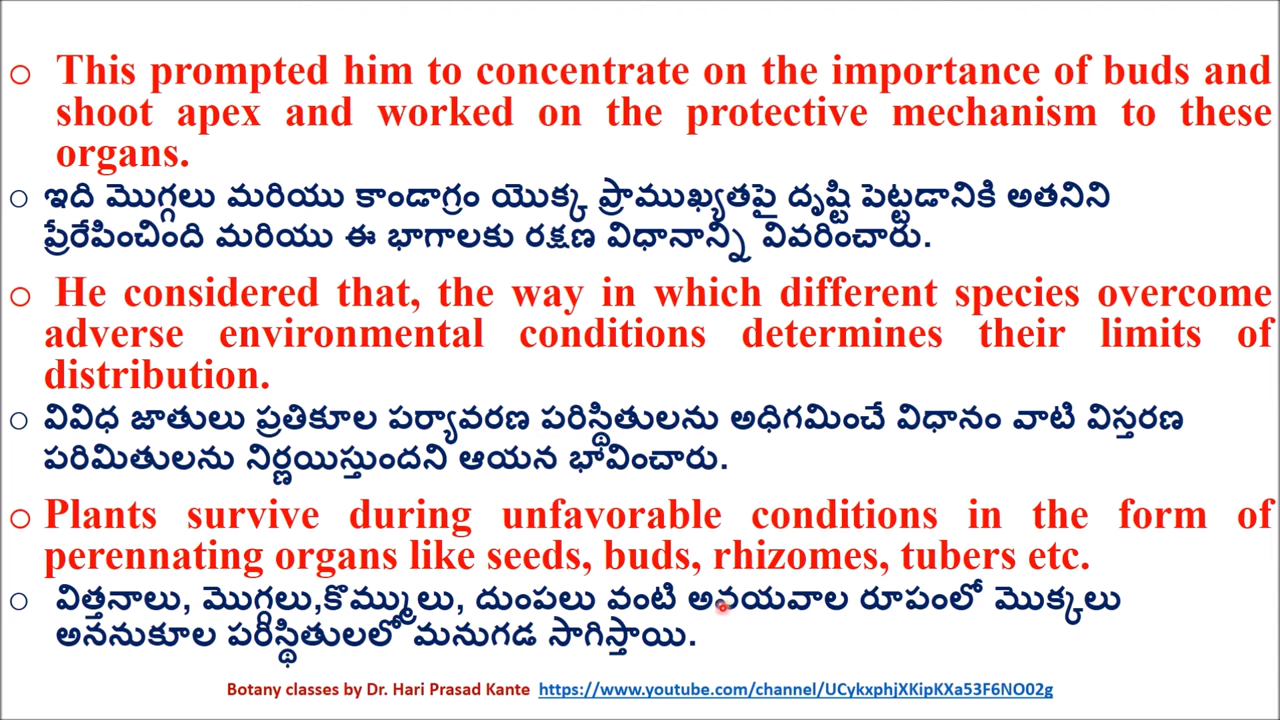 This prompted him to concentrate on the importance of buds and
shoot apex and worked on the protective mechanism to these
organs.
ఇది మొగ్గలు మరియు కాండాగ్రం యొక్క ప్రాముఖ్యతపై దృష్టి పెట్టడానికి అతనిని
ప్రేరేపించింది మరియు ఈ భాగాలకు రక్షణ విధానాన్ని వివరించారు.
He considered that, the way in which different species overcome
adverse environmental conditions determines their limits of
distribution.
వివిధ జాతులు ప్రతికూల పర్యావరణ పరిస్థితులను అధిగమించే విధానం వాటి విస్తరణ
పరిమితులను నిర్ణయిస్తుందని ఆయన భావించారు.
Plants survive during unfavorable conditions in the form of
perennating organs like seeds, buds, rhizomes, tubers etc.
విత్తనాలు, మొగ్గలు,కొమ్ములు, దుంపలు వంటి అవయవాల రూపంలో మొక్కలు
అననుకూల పరిస్థితులలో మనుగడ సాగిస్తాయి.
Botany classes by Dr. Hari Prasad Kante https://www.youtube.com/channel/UCykxphjXKipKXa53F6NO02g